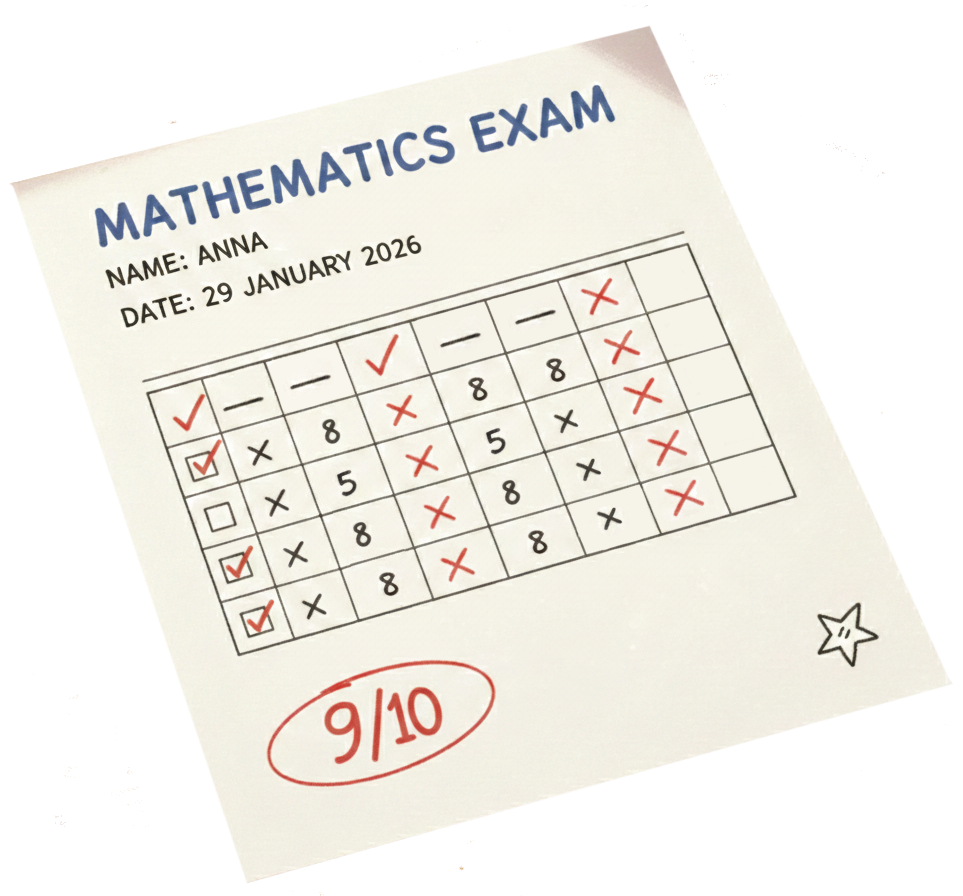 MATHEMATICS EXAM
NAME: ANNA
DATE: 29 JANUARY 2026
✓ — — ✓ — — ✗
☑ × 8 ✗ 8 8 ✗
☐ × 5 ✗ 5 × ✗
☑ × 8 ✗ 8 × ✗
☑ × 8 ✗ 8 × ✗
9/10